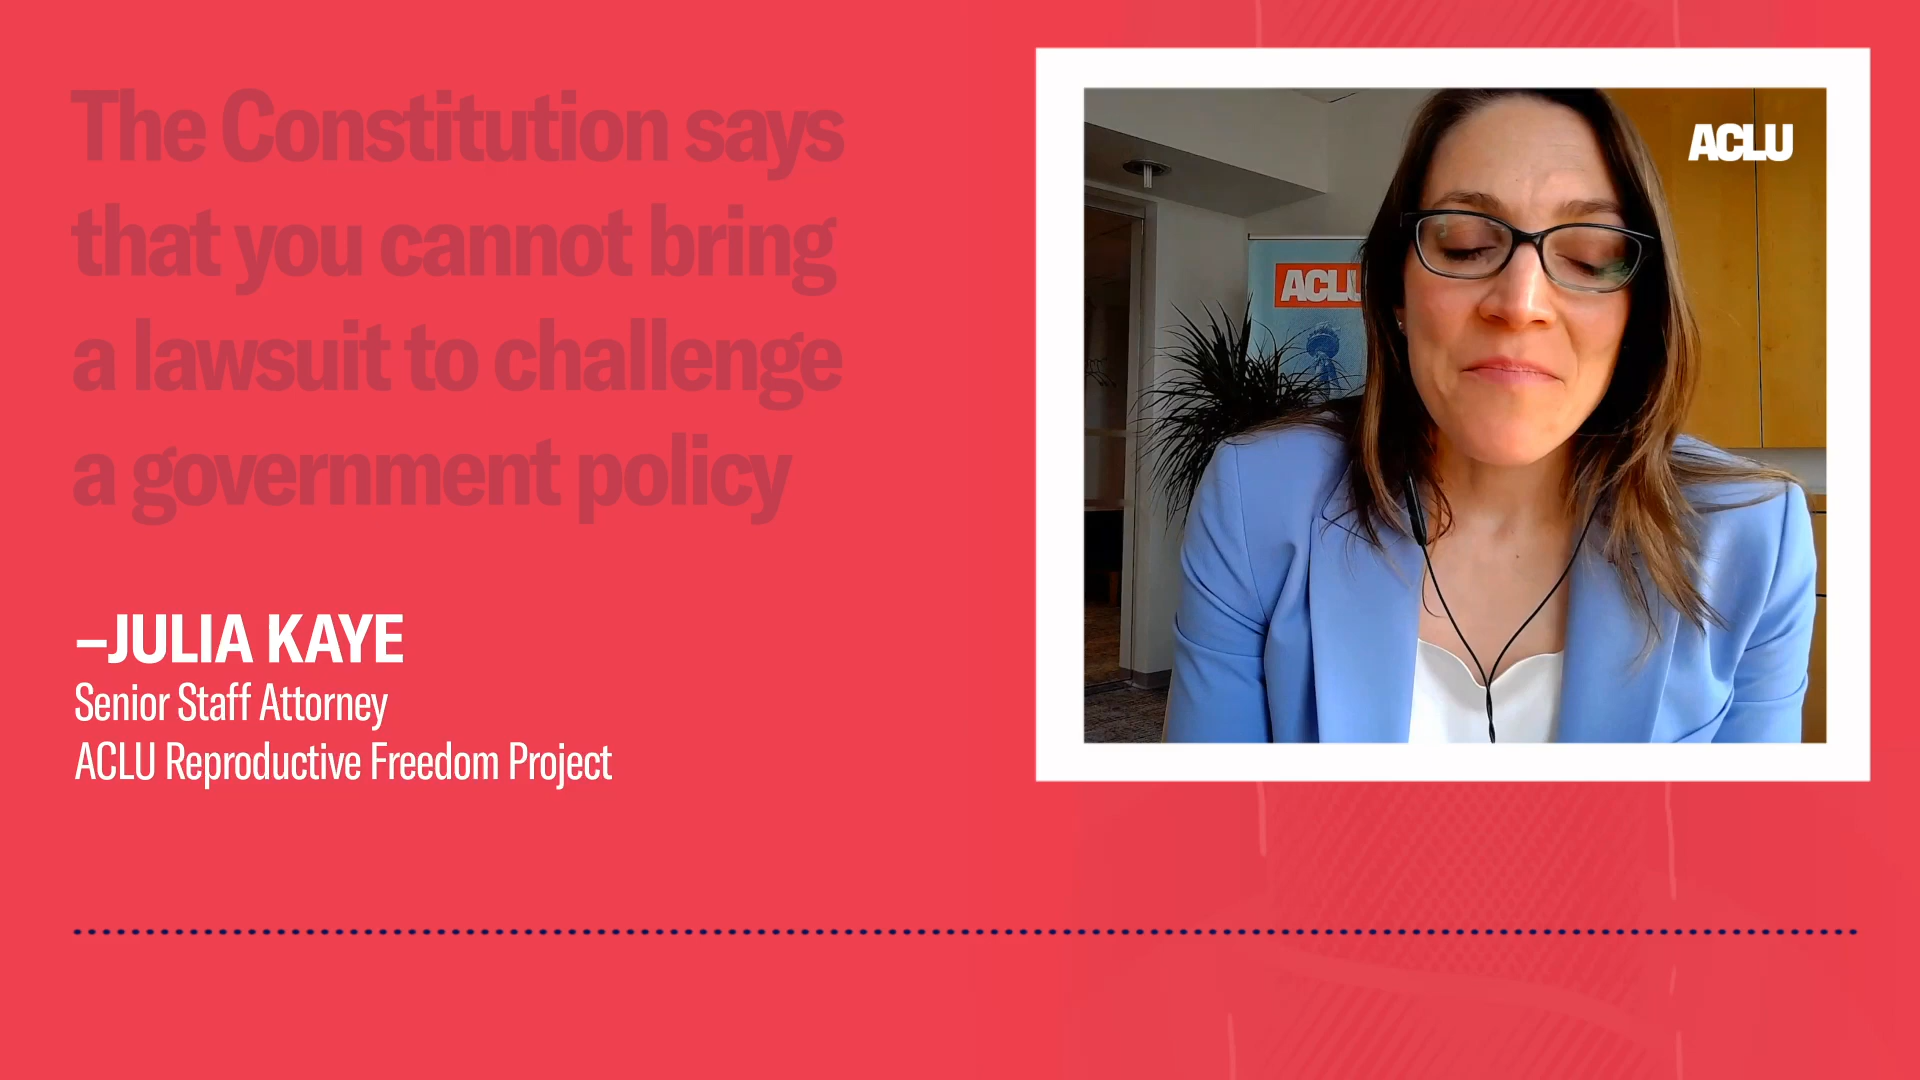 The Constitution says
that you cannot bring
a lawsuit to challenge
a government policy
–JULIA KAYE
Senior Staff Attorney
ACLU Reproductive Freedom Project
ACLU
ACLU